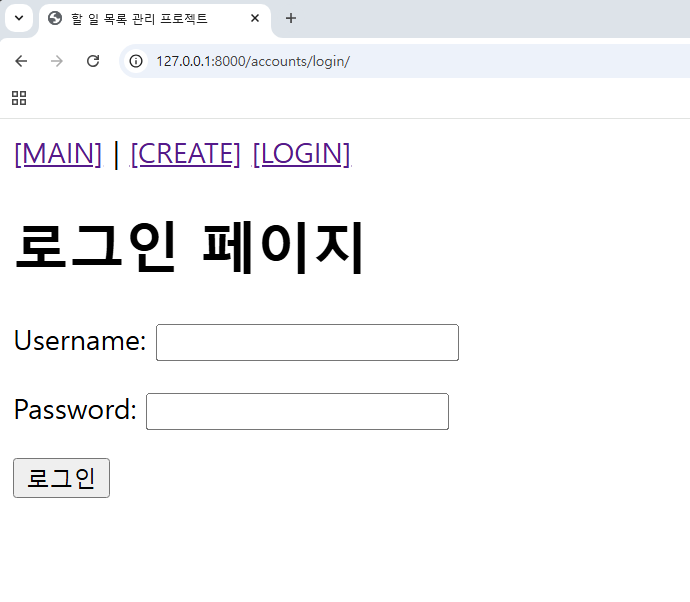 할 일 목록 관리 프로젝트
127.0.0.1:8000/accounts/login/
[MAIN] | [CREATE] [LOGIN]
로그인 페이지
Username:
Password:
로그인